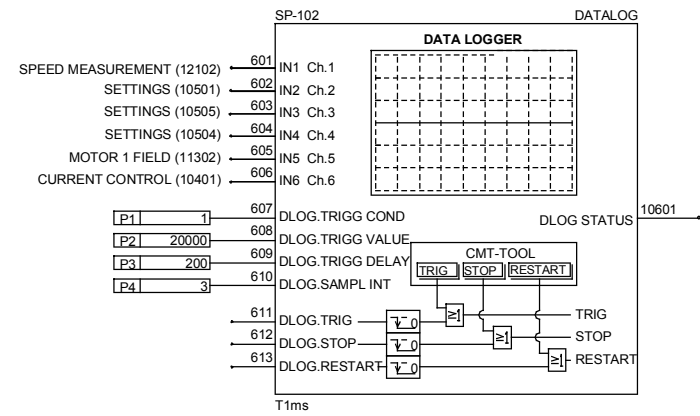 SP-102 DATALOG
DATA LOGGER
SPEED MEASUREMENT (12102) 601 IN1 Ch.1
SETTINGS (10501) 602 IN2 Ch.2
SETTINGS (10505) 603 IN3 Ch.3
SETTINGS (10504) 604 IN4 Ch.4
MOTOR 1 FIELD (11302) 605 IN5 Ch.5
CURRENT CONTROL (10401) 606 IN6 Ch.6
P1 1 607 DLOG.TRIGG COND
DLOG STATUS 10601
P2 20000 608 DLOG.TRIGG VALUE
P3 200 609 DLOG.TRIGG DELAY
P4 3 610 DLOG.SAMPL INT
CMT-TOOL
TRIG STOP RESTART
611 DLOG.TRIG 0 ≥1 TRIG
612 DLOG.STOP 0 ≥1 STOP
613 DLOG.RESTART 0 ≥1 RESTART
T1ms